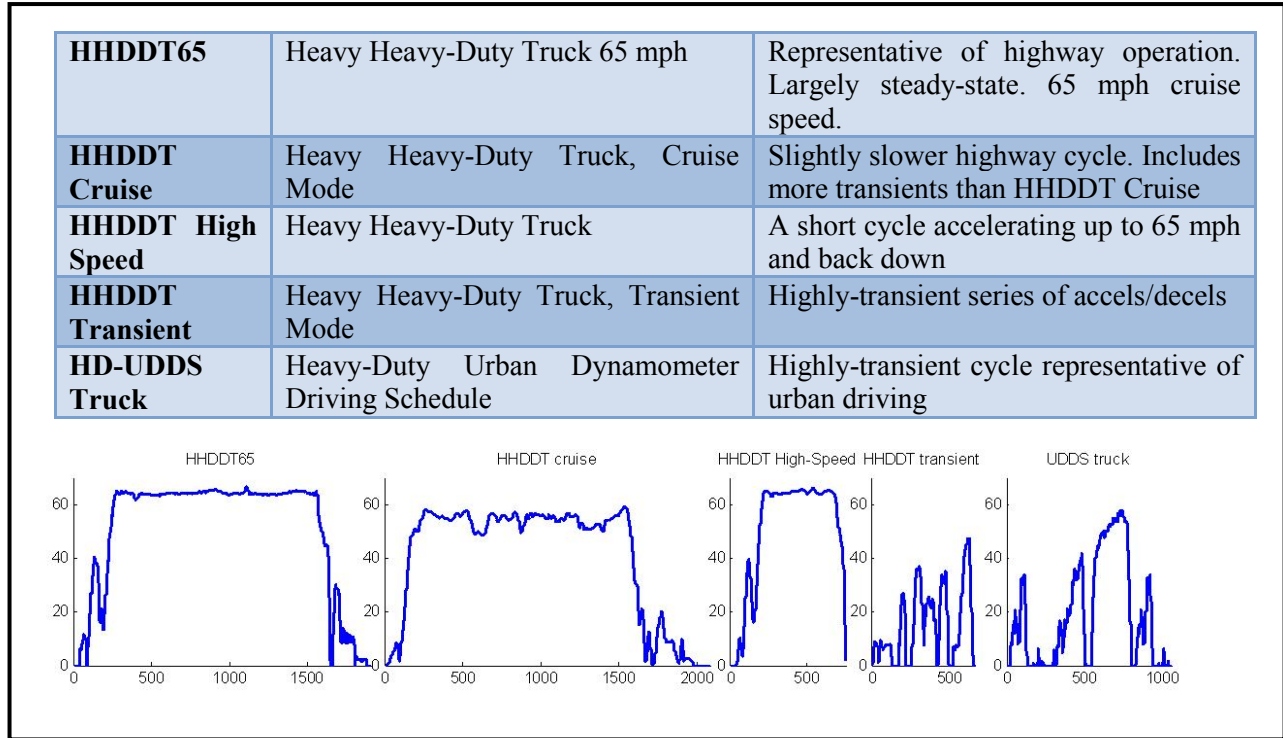 HHDDT65 Heavy Heavy-Duty Truck 65 mph Representative of highway operation.
Largely steady-state. 65 mph cruise
speed.
HHDDT Heavy Heavy-Duty Truck, Cruise Slightly slower highway cycle. Includes
Cruise Mode more transients than HHDDT Cruise
HHDDT High Heavy Heavy-Duty Truck A short cycle accelerating up to 65 mph
Speed and back down
HHDDT Heavy Heavy-Duty Truck, Transient Highly-transient series of accels/decels
Transient Mode
HD-UDDS Heavy-Duty Urban Dynamometer Highly-transient cycle representative of
Truck Driving Schedule urban driving
HHDDT65 HHDDT cruise HHDDT High-Speed HHDDT transient UDDS truck
60 60 60 60 60
40 40 40 40 40
20 20 20 20 20
0 0 0 0 0
0 500 1000 1500 0 500 1000 1500 2000 0 500 0 500 0 500 1000